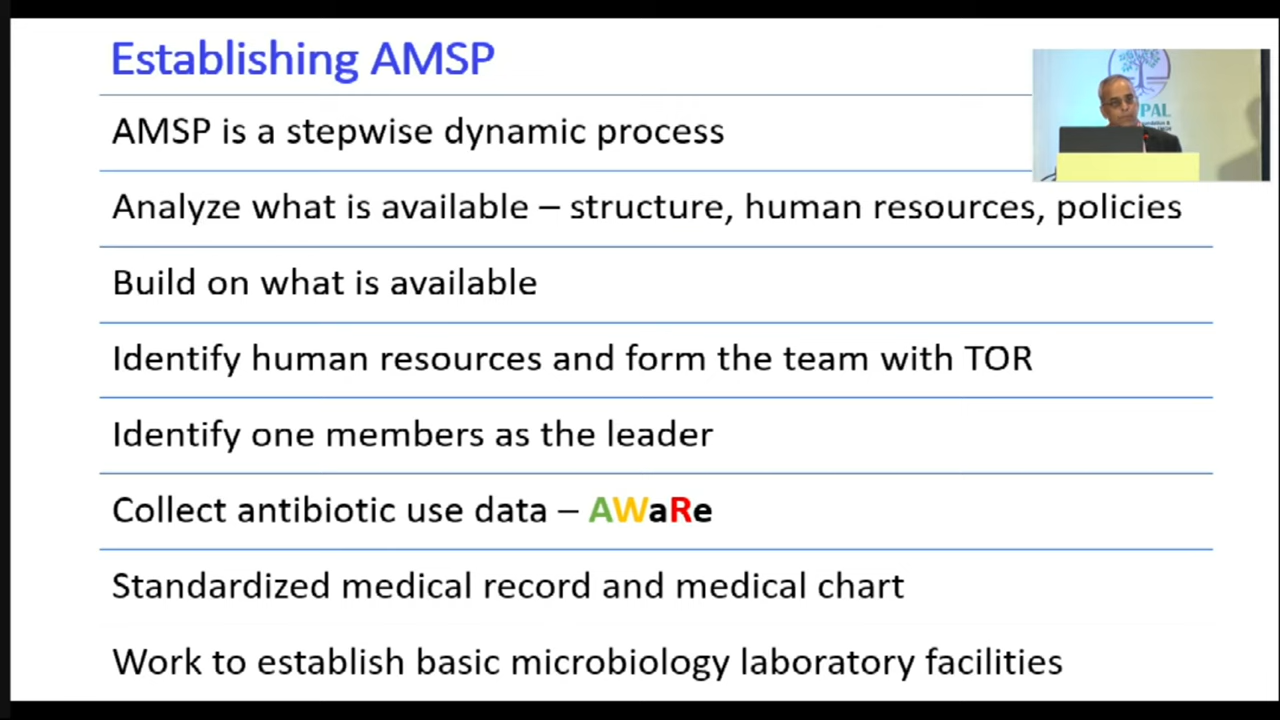 Establishing AMSP
AMSP is a stepwise dynamic process
PAL
Analyze what is available – structure, human resources, policies
Build on what is available
Identify human resources and form the team with TOR
Identify one members as the leader
Collect antibiotic use data – AWaRe
Standardized medical record and medical chart
Work to establish basic microbiology laboratory facilities